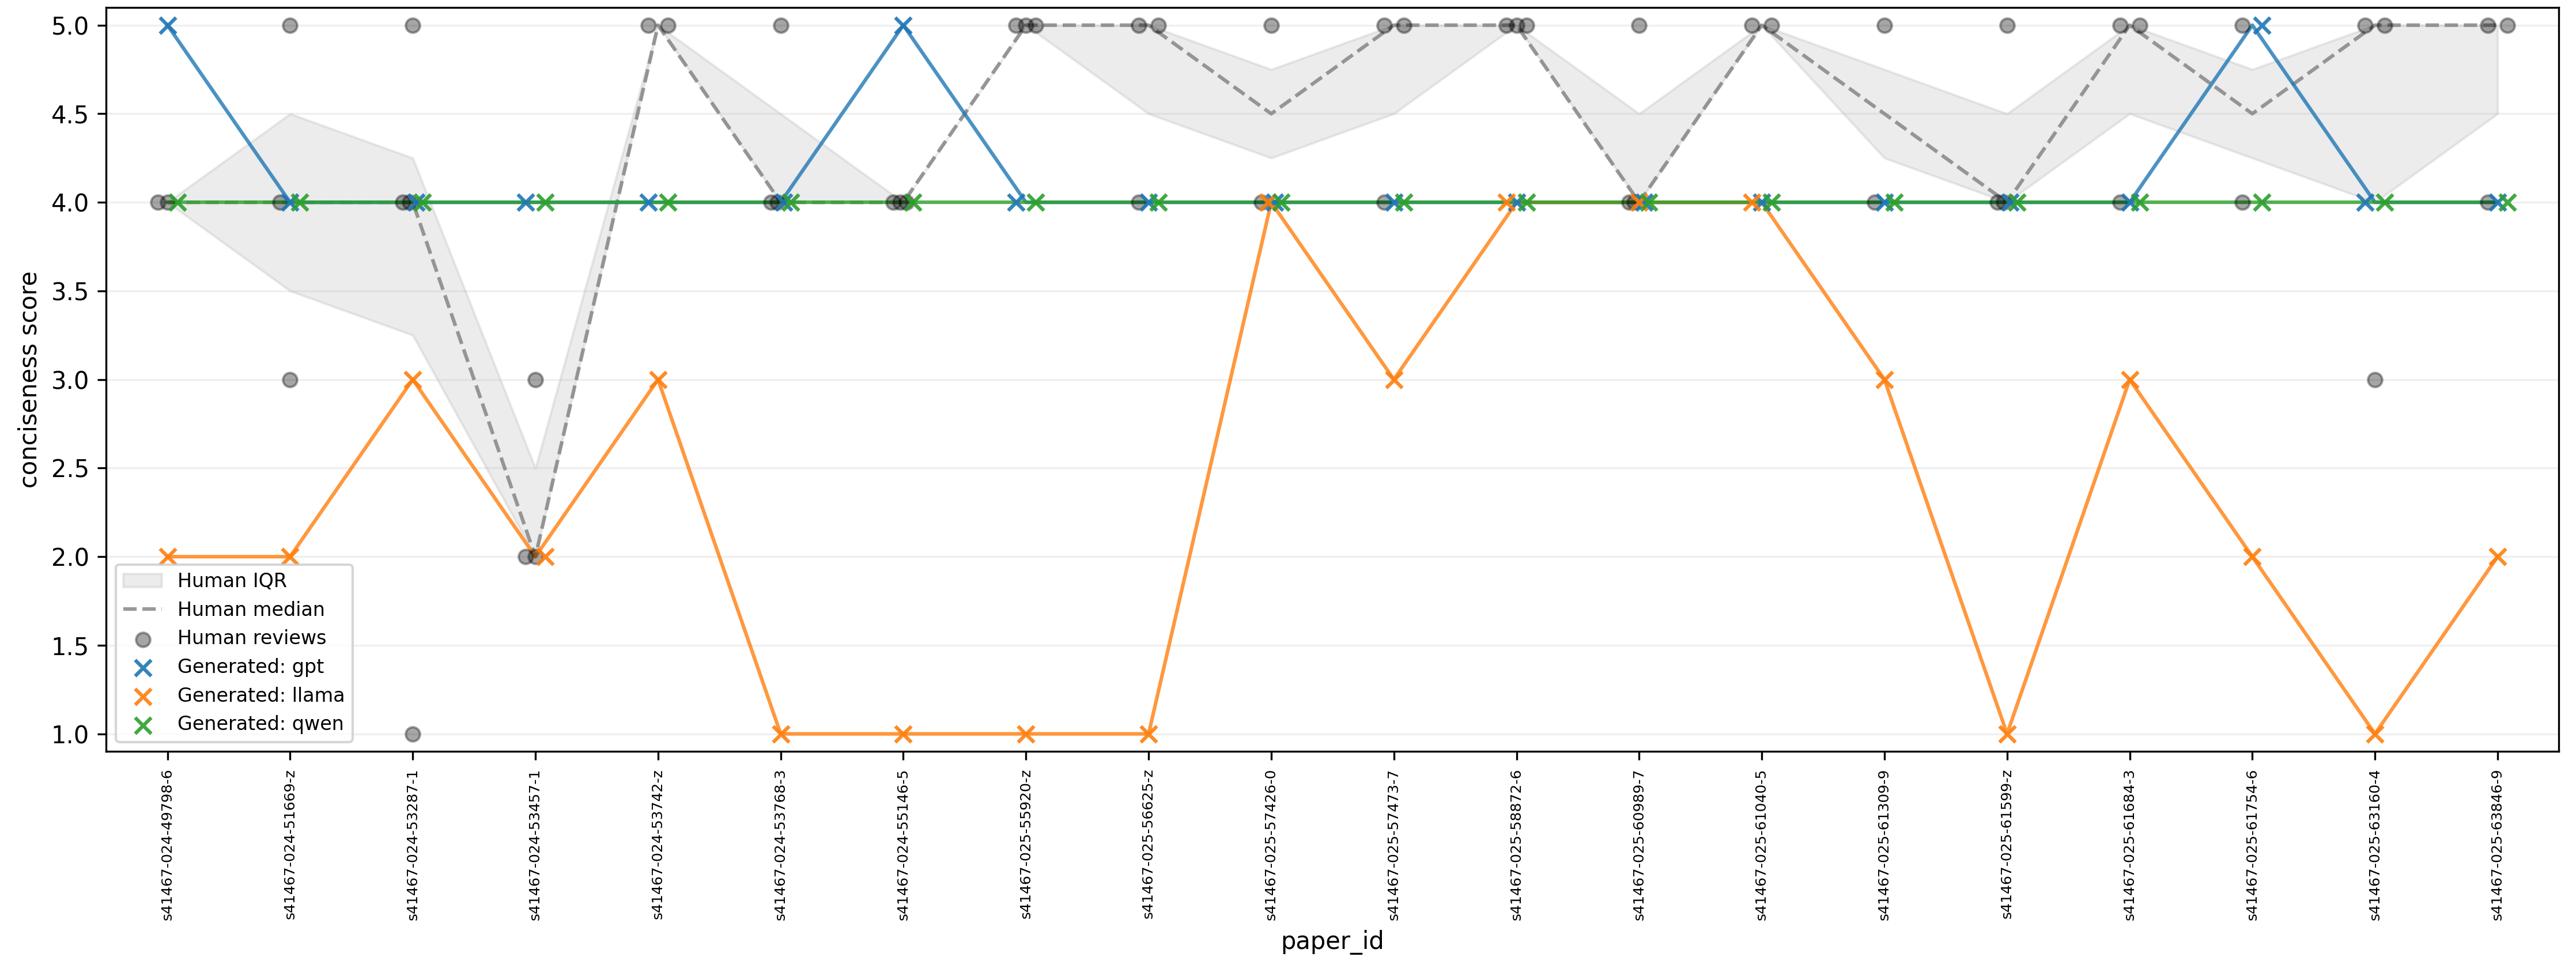 5.0
4.5
4.0
3.5
3.0
2.5
2.0
1.5
1.0
conciseness score
Human IQR
Human median
Human reviews
Generated: gpt
Generated: llama
Generated: qwen
s41467-024-49798-6
s41467-024-51669-z
s41467-024-53287-1
s41467-024-53457-1
s41467-024-53742-z
s41467-024-53768-3
s41467-024-55146-5
s41467-025-55920-z
s41467-025-56625-z
s41467-025-57426-0
s41467-025-57473-7
s41467-025-58872-6
s41467-025-60989-7
s41467-025-61040-5
s41467-025-61309-9
s41467-025-61599-z
s41467-025-61684-3
s41467-025-61754-6
s41467-025-63160-4
s41467-025-63846-9
paper_id